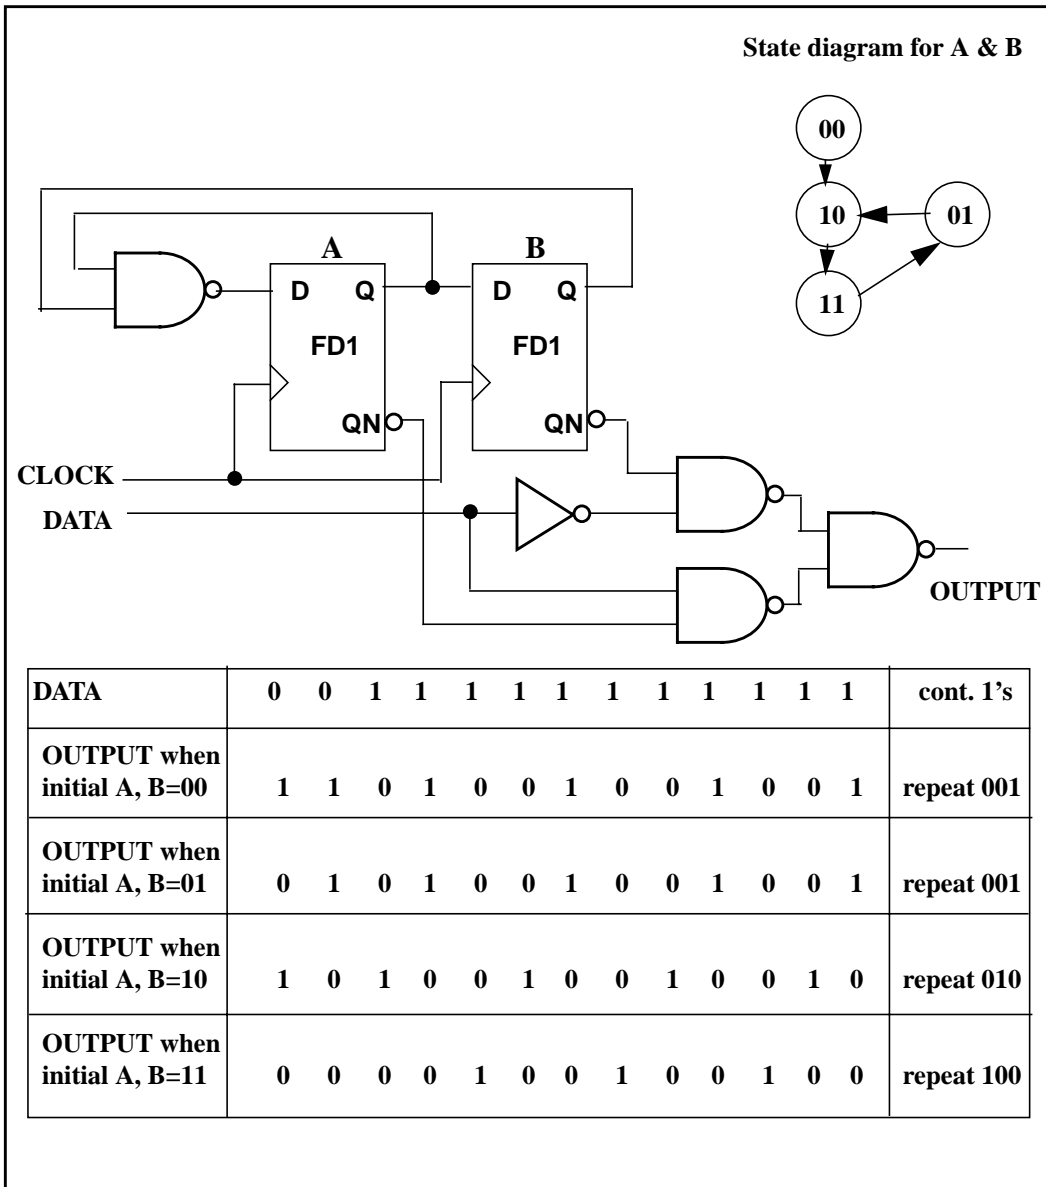 State diagram for A & B
00
10 01
11
A B
D Q D Q
FD1 FD1
QN QN
CLOCK
DATA
OUTPUT
DATA 0 0 1 1 1 1 1 1 1 1 1 1 1 cont. 1's
OUTPUT when
initial A, B=00 1 1 0 1 0 0 1 0 0 1 0 0 1 repeat 001
OUTPUT when
initial A, B=01 0 1 0 1 0 0 1 0 0 1 0 0 1 repeat 001
OUTPUT when
initial A, B=10 1 0 1 0 0 1 0 0 1 0 0 1 0 repeat 010
OUTPUT when
initial A, B=11 0 0 0 0 1 0 0 1 0 0 1 0 0 repeat 100